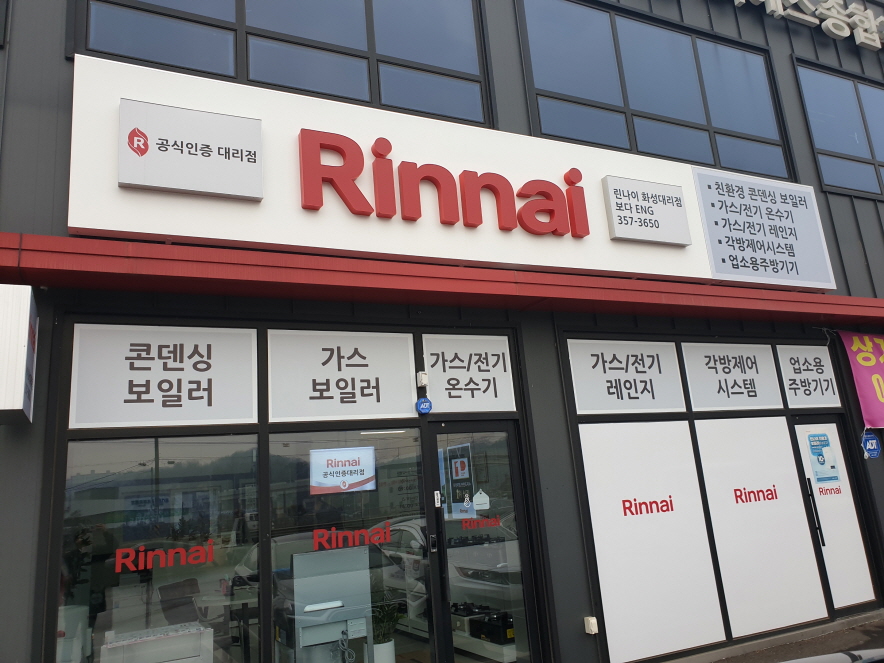 공식인증 대리점
Rinnai
린나이 화성대리점
보다 ENG
357-3650
▪ 친환경 콘덴싱 보일러
▪ 가스/전기 온수기
▪ 가스/전기 레인지
▪ 각방제어시스템
▪ 업소용주방기기
콘덴싱
보일러
가스
보일러
가스/전기
온수기
가스/전기
레인지
각방제어
시스템
업소용
주방기기
ADT
ADT
Rinnai
공식인증대리점
Rinnai
Rinnai
Rinnai
Rinnai
Rinnai
Rinnai